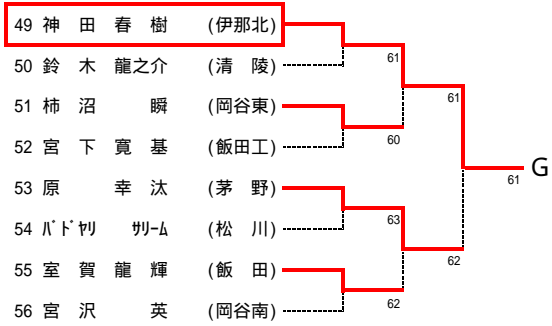 49 神 田 春 樹 (伊那北)
50 鈴 木 龍之介 (清 陵)
51 柿 沼 瞬 (岡谷東)
52 宮 下 寛 基 (飯田工)
53 原 幸 汰 (茅 野)
54 ﾊﾞﾄﾞﾔﾘ ｻﾘｰﾑ (松 川)
55 室 賀 龍 輝 (飯 田)
56 宮 沢 英 (岡谷南)
61
60
63
62
61
62
61
G